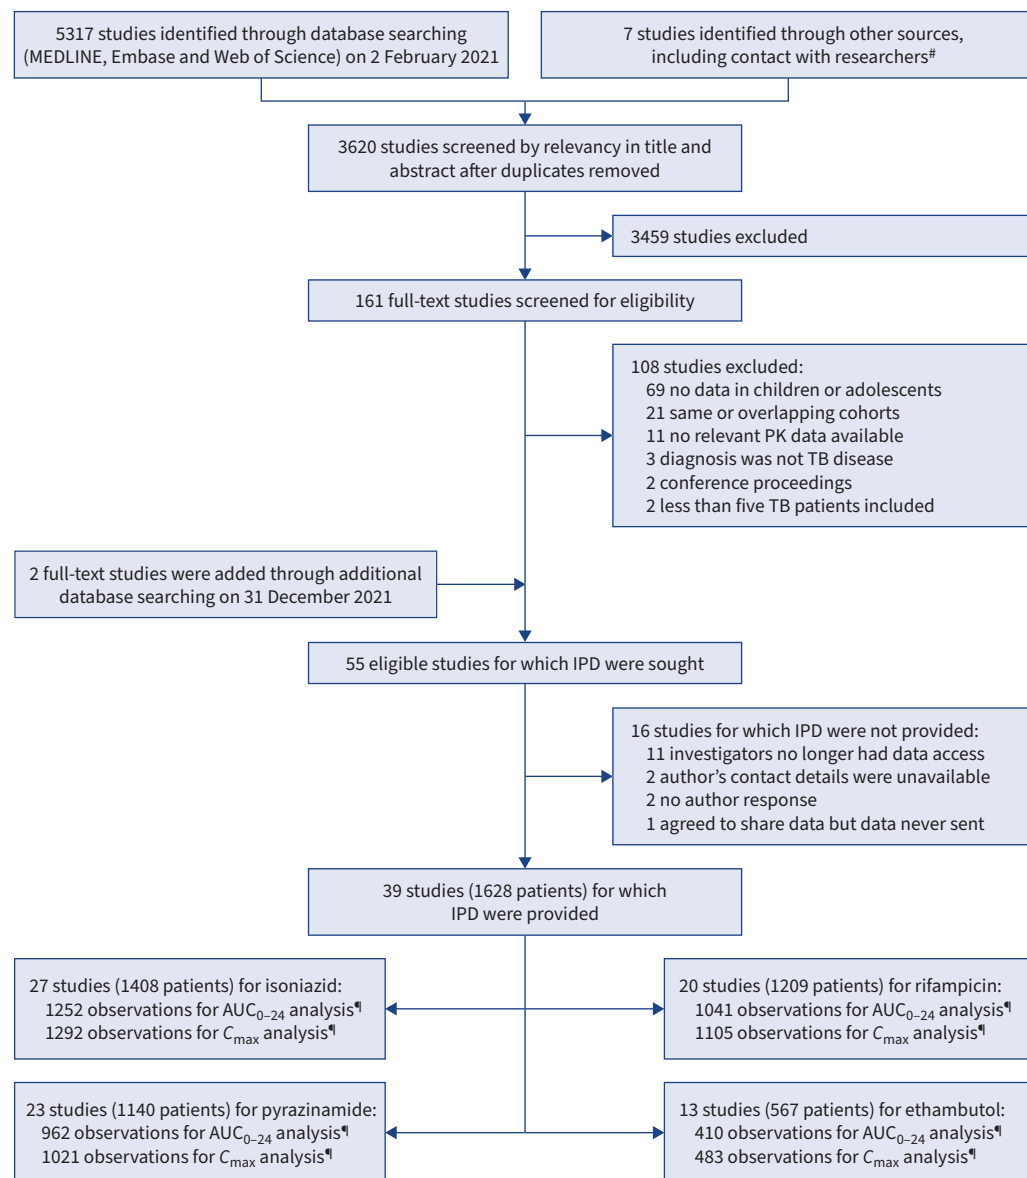 5317 studies identified through database searching
(MEDLINE, Embase and Web of Science) on 2 February 2021
7 studies identified through other sources,
including contact with researchers#
3620 studies screened by relevancy in title and
abstract after duplicates removed
3459 studies excluded
161 full-text studies screened for eligibility
108 studies excluded:
69 no data in children or adolescents
21 same or overlapping cohorts
11 no relevant PK data available
3 diagnosis was not TB disease
2 conference proceedings
2 less than five TB patients included
2 full-text studies were added through additional
database searching on 31 December 2021
55 eligible studies for which IPD were sought
16 studies for which IPD were not provided:
11 investigators no longer had data access
2 author's contact details were unavailable
2 no author response
1 agreed to share data but data never sent
39 studies (1628 patients) for which
IPD were provided
27 studies (1408 patients) for isoniazid:
1252 observations for AUC0–24 analysis¶
1292 observations for Cmax analysis¶
20 studies (1209 patients) for rifampicin:
1041 observations for AUC0–24 analysis¶
1105 observations for Cmax analysis¶
23 studies (1140 patients) for pyrazinamide:
962 observations for AUC0–24 analysis¶
1021 observations for Cmax analysis¶
13 studies (567 patients) for ethambutol:
410 observations for AUC0–24 analysis¶
483 observations for Cmax analysis¶